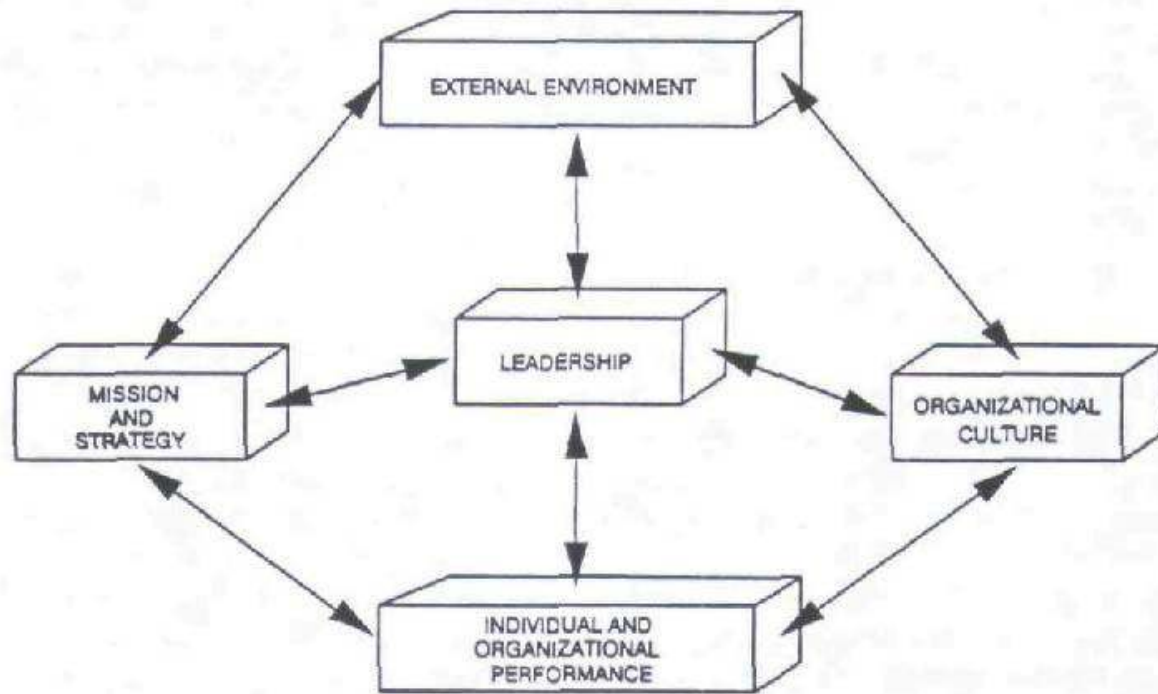 EXTERNAL ENVIRONMENT
LEADERSHIP
MISSION
AND
STRATEGY
ORGANIZATIONAL
CULTURE
INDIVIDUAL AND
ORGANIZATIONAL
PERFORMANCE